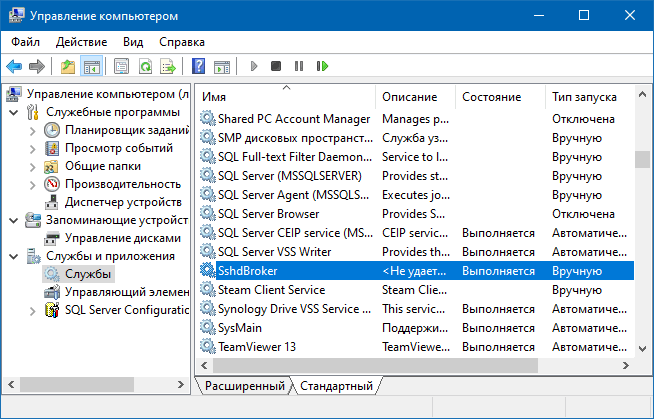 Управление компьютером
Файл Действие Вид Справка
Управление компьютером (л
Служебные программы
Планировщик заданий
Просмотр событий
Общие папки
Производительность
Диспетчер устройств
Запоминающие устройст
Управление дисками
Службы и приложения
Службы
Управляющий элемен
SQL Server Configuratic
Имя Описание Состояние Тип запуска
Shared PC Account Manager Manages p... Отключена
SMP дисковых пространст... Служба уз... Вручную
SQL Full-text Filter Daemon... Service to l... Вручную
SQL Server (MSSQLSERVER) Provides st... Вручную
SQL Server Agent (MSSQLS... Executes jo... Вручную
SQL Server Browser Provides S... Отключена
SQL Server CEIP service (MS... CEIP servic... Выполняется Автоматиче...
SQL Server VSS Writer Provides th... Выполняется Автоматиче...
SshdBroker <Не удает... Выполняется Вручную
Steam Client Service Steam Clie... Вручную
Synology Drive VSS Service ... This servic... Выполняется Автоматиче...
SysMain Поддержи... Выполняется Автоматиче...
TeamViewer 13 TeamView... Выполняется Автоматиче...
Расширенный Стандартный